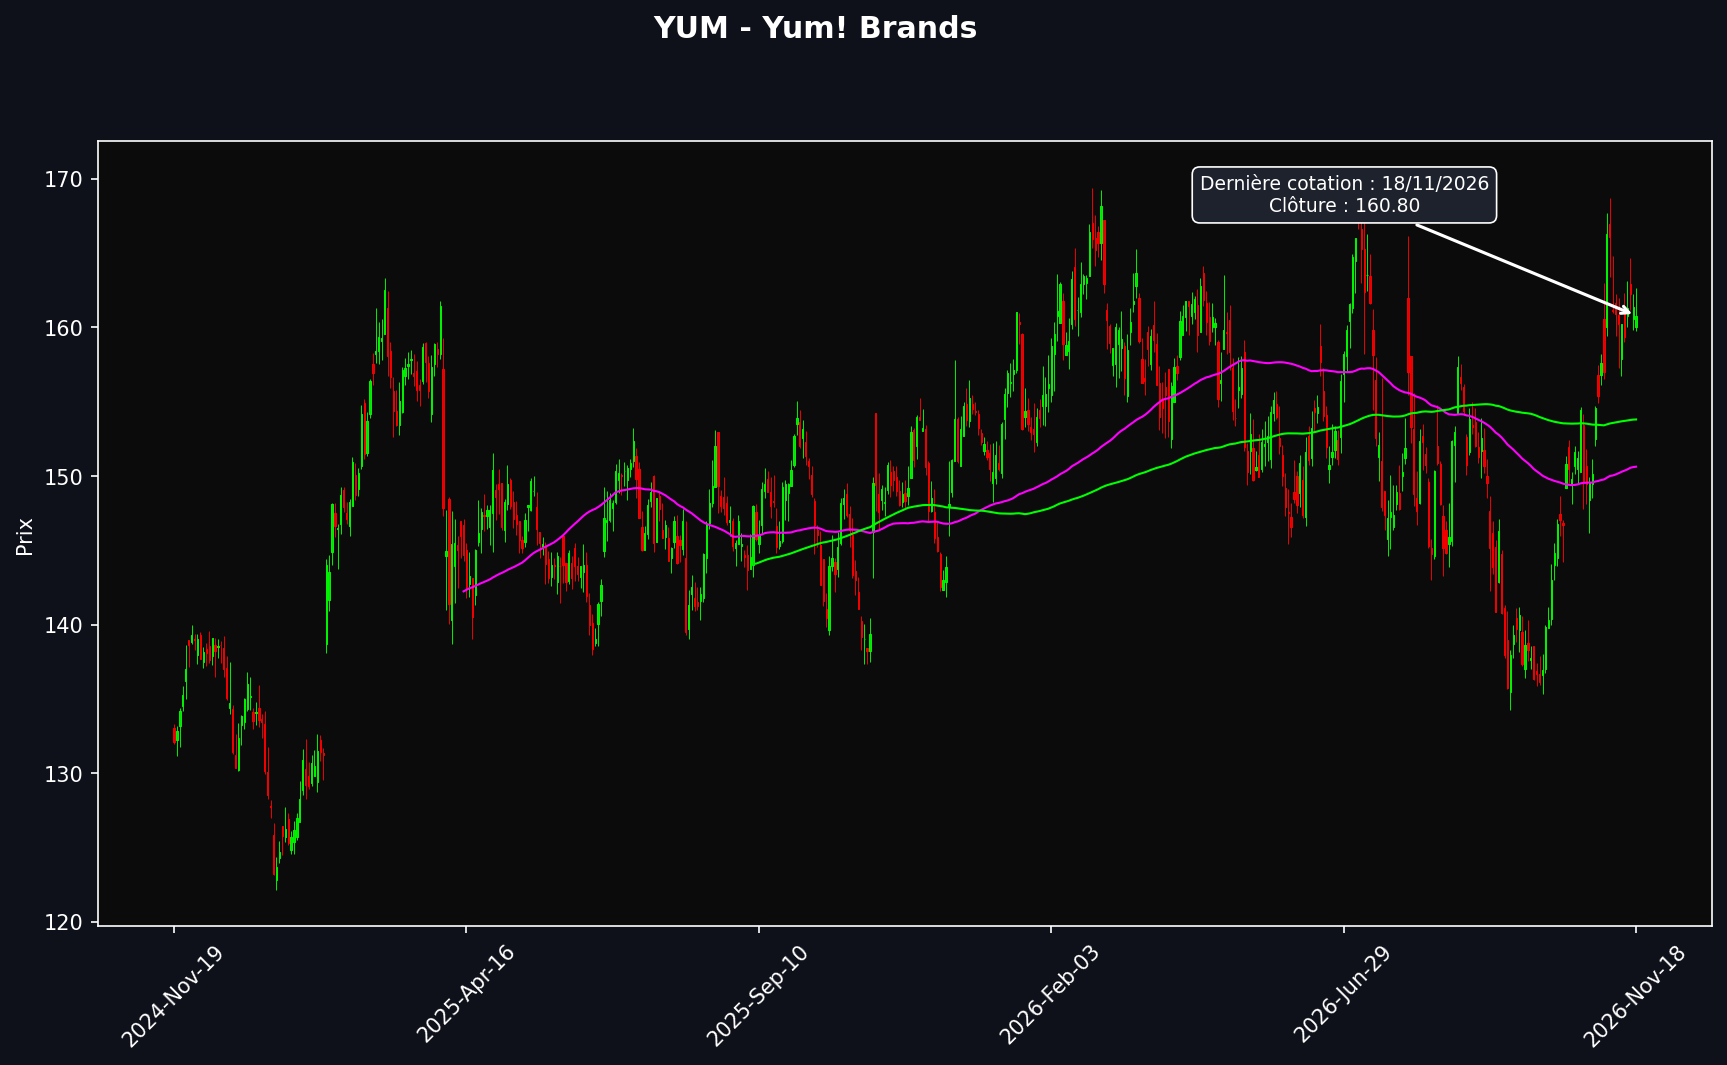 YUM - Yum! Brands
Dernière cotation : 18/11/2026
Clôture : 160.80
Prix
170
160
150
140
130
120
2024-Nov-19
2025-Apr-16
2025-Sep-10
2026-Feb-03
2026-Jun-29
2026-Nov-18